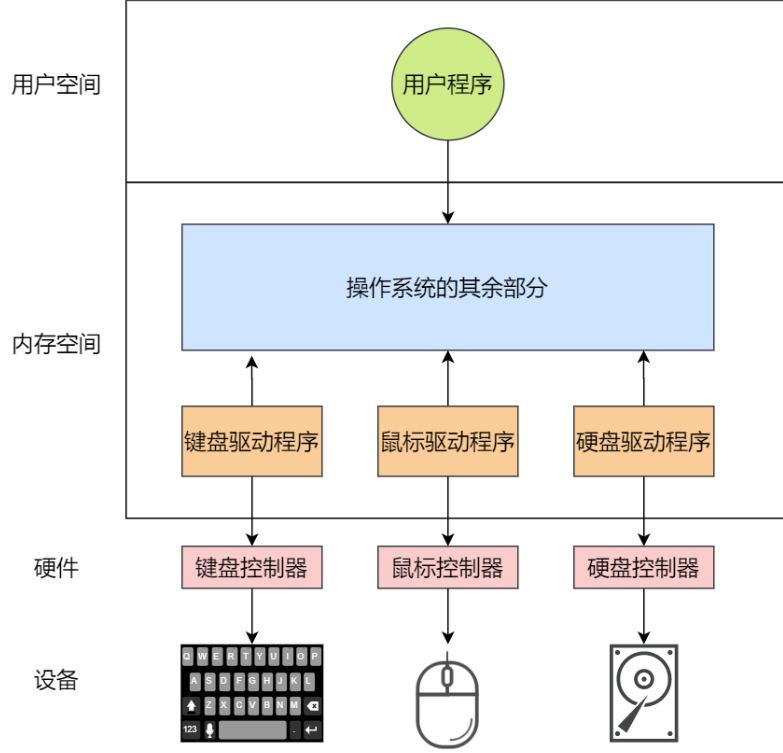 用户空间
用户程序
操作系统的其余部分
内存空间
键盘驱动程序
鼠标驱动程序
硬盘驱动程序
硬件
键盘控制器
鼠标控制器
硬盘控制器
设备
Q W E R T Y U I O P
A S D F G H J K L
Z X C V B N M
123 .